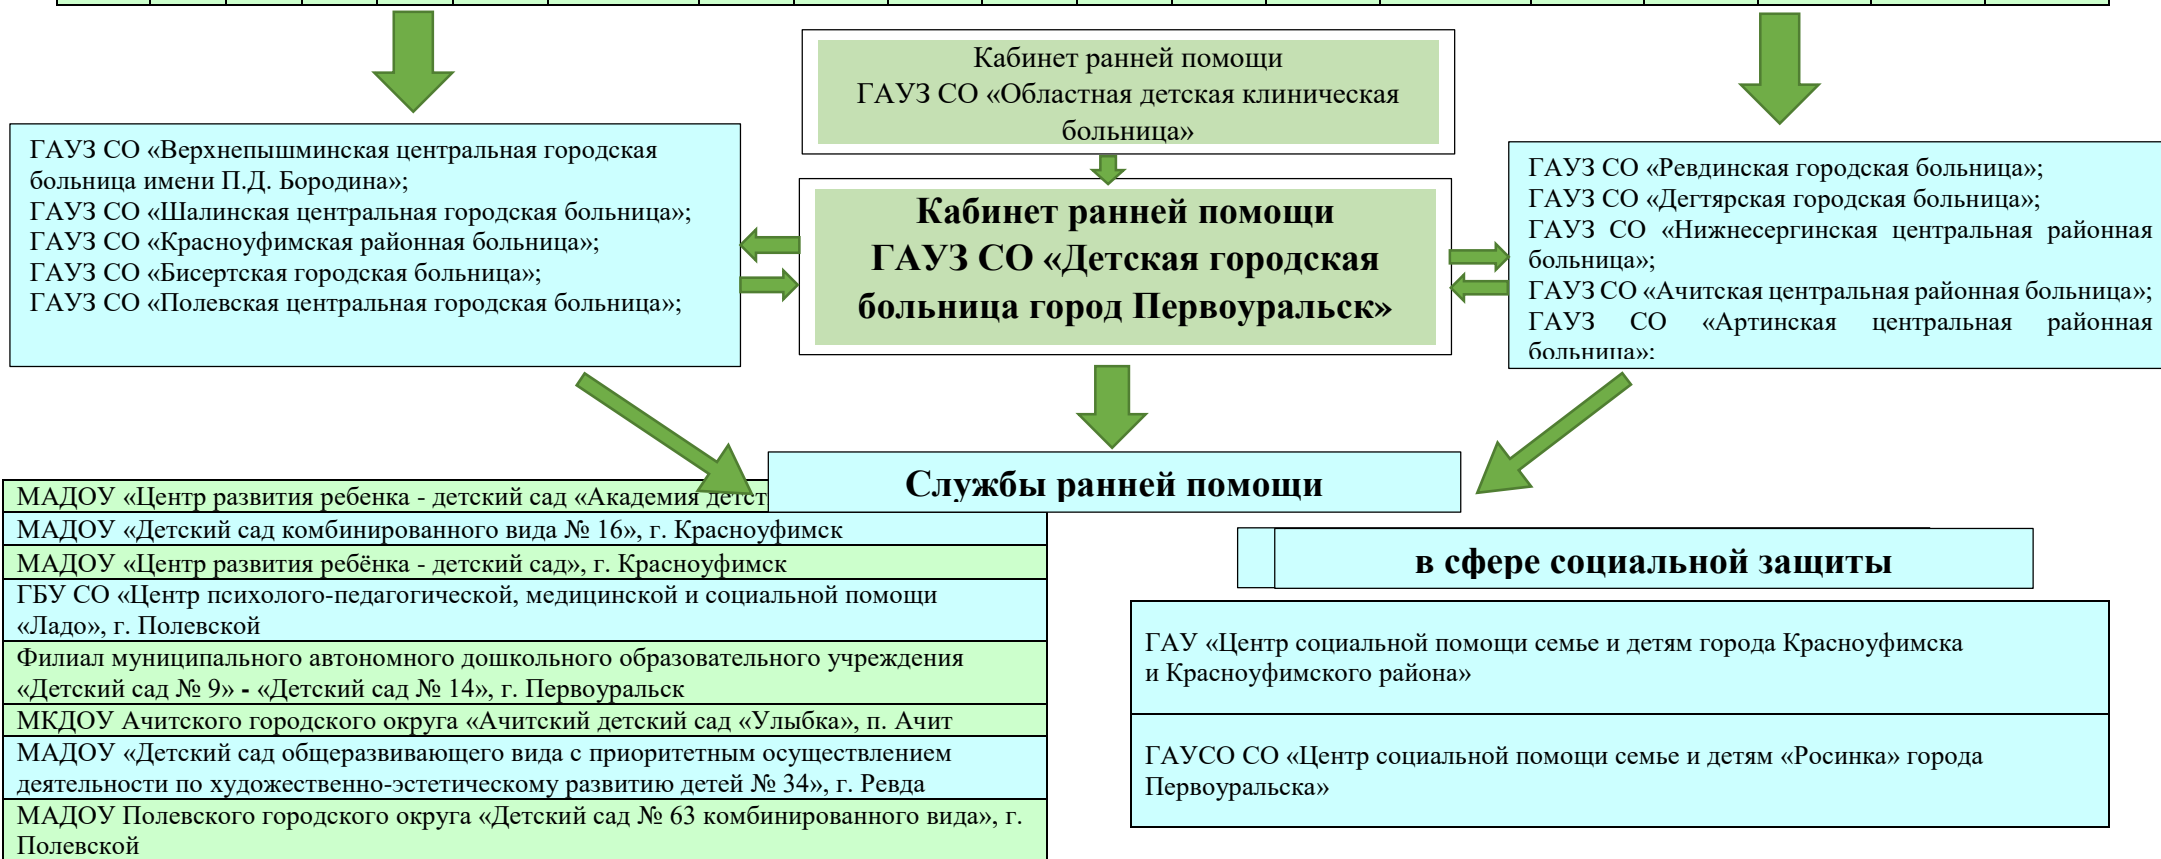 Кабинет ранней помощи
ГАУЗ СО «Областная детская клиническая
больница»
ГАУЗ СО «Верхнепышминская центральная городская
больница имени П.Д. Бородина»;
ГАУЗ СО «Шалинская центральная городская больница»;
ГАУЗ СО «Красноуфимская районная больница»;
ГАУЗ СО «Бисертская городская больница»;
ГАУЗ СО «Полевская центральная городская больница»;
Кабинет ранней помощи
ГАУЗ СО «Детская городская
больница город Первоуральск»
ГАУЗ СО «Ревдинская городская больница»;
ГАУЗ СО «Дегтярская городская больница»;
ГАУЗ СО «Нижнесергинская центральная районная
больница»;
ГАУЗ СО «Ачитская центральная районная больница»;
ГАУЗ СО «Артинская центральная районная
больница»;
Службы ранней помощи
МАДОУ «Центр развития ребенка - детский сад «Академия детст
МАДОУ «Детский сад комбинированного вида № 16», г. Красноуфимск
МАДОУ «Центр развития ребёнка - детский сад», г. Красноуфимск
ГБУ СО «Центр психолого-педагогической, медицинской и социальной помощи
«Ладо», г. Полевской
Филиал муниципального автономного дошкольного образовательного учреждения
«Детский сад № 9» - «Детский сад № 14», г. Первоуральск
МКДОУ Ачитского городского округа «Ачитский детский сад «Улыбка», п. Ачит
МАДОУ «Детский сад общеразвивающего вида с приоритетным осуществлением
деятельности по художественно-эстетическому развитию детей № 34», г. Ревда
МАДОУ Полевского городского округа «Детский сад № 63 комбинированного вида», г.
Полевской
в сфере социальной защиты
ГАУ «Центр социальной помощи семье и детям города Красноуфимска
и Красноуфимского района»
ГАУСО СО «Центр социальной помощи семье и детям «Росинка» города
Первоуральска»